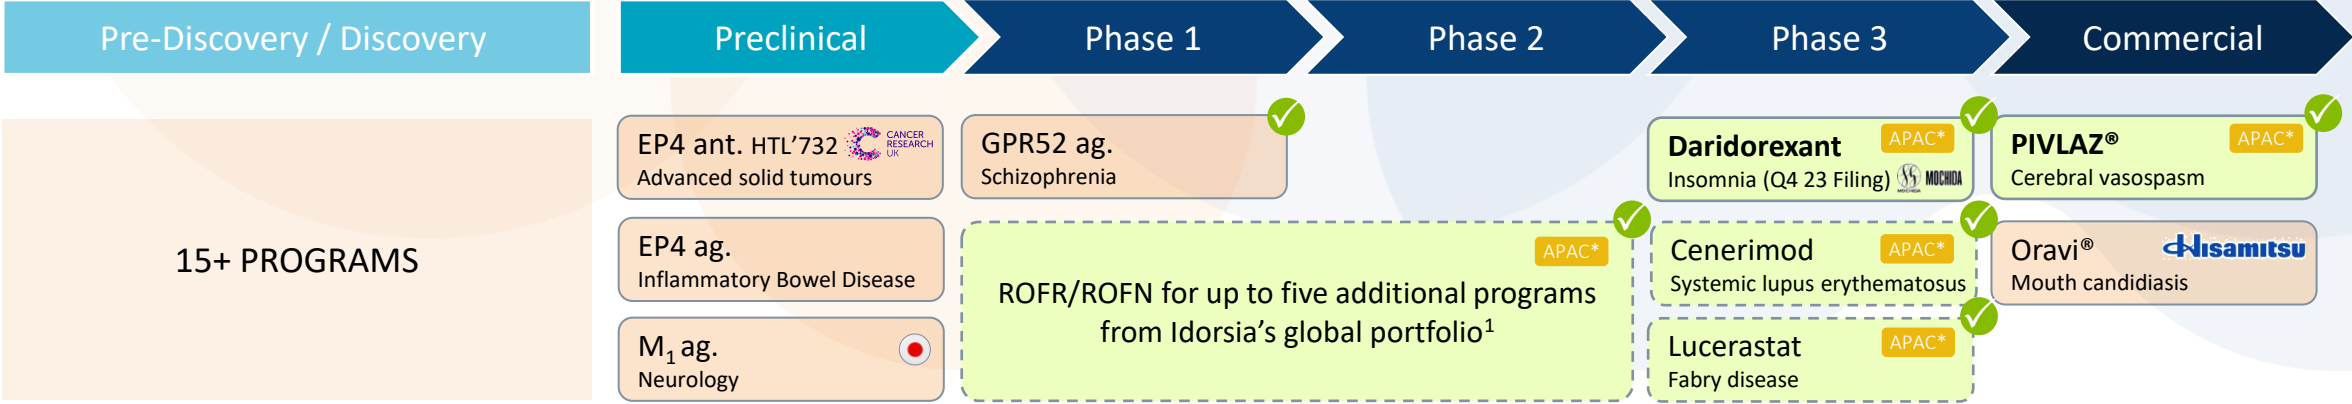 Pre-Discovery / Discovery
Preclinical
Phase 1
Phase 2
Phase 3
Commercial
15+ PROGRAMS
EP4 ant. HTL’732
CANCER
RESEARCH
UK
Advanced solid tumours
EP4 ag.
Inflammatory Bowel Disease
M1 ag.
Neurology
GPR52 ag.
Schizophrenia
APAC*
ROFR/ROFN for up to five additional programs
from Idorsia’s global portfolio1
Daridorexant APAC*
Insomnia (Q4 23 Filing) MOCHIDA MOCHIDA
Cenerimod APAC*
Systemic lupus erythematosus
Lucerastat APAC*
Fabry disease
PIVLAZ® APAC*
Cerebral vasospasm
Oravi® Hisamitsu
Mouth candidiasis